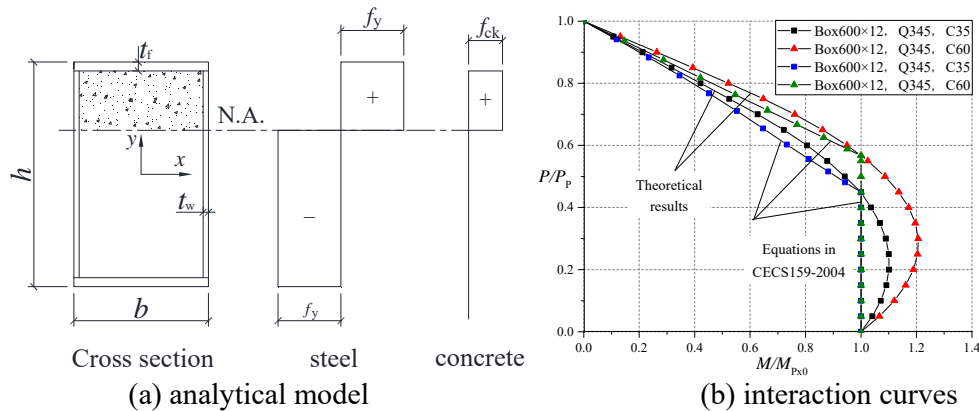 t_f
h
t_w
b
y
x
N.A.
f_y
f_ck
+
+
−
f_y
Cross section
steel
concrete
(a) analytical model
1.0
0.8
0.6
P/P_P
0.4
0.2
0.0
Box600×12, Q345, C35
Box600×12, Q345, C60
Box600×12, Q345, C35
Box600×12, Q345, C60
Theoretical
results
Equations in
CECS159-2004
0.0 0.2 0.4 0.6 0.8 1.0 1.2 1.4
M/M_Px0
(b) interaction curves